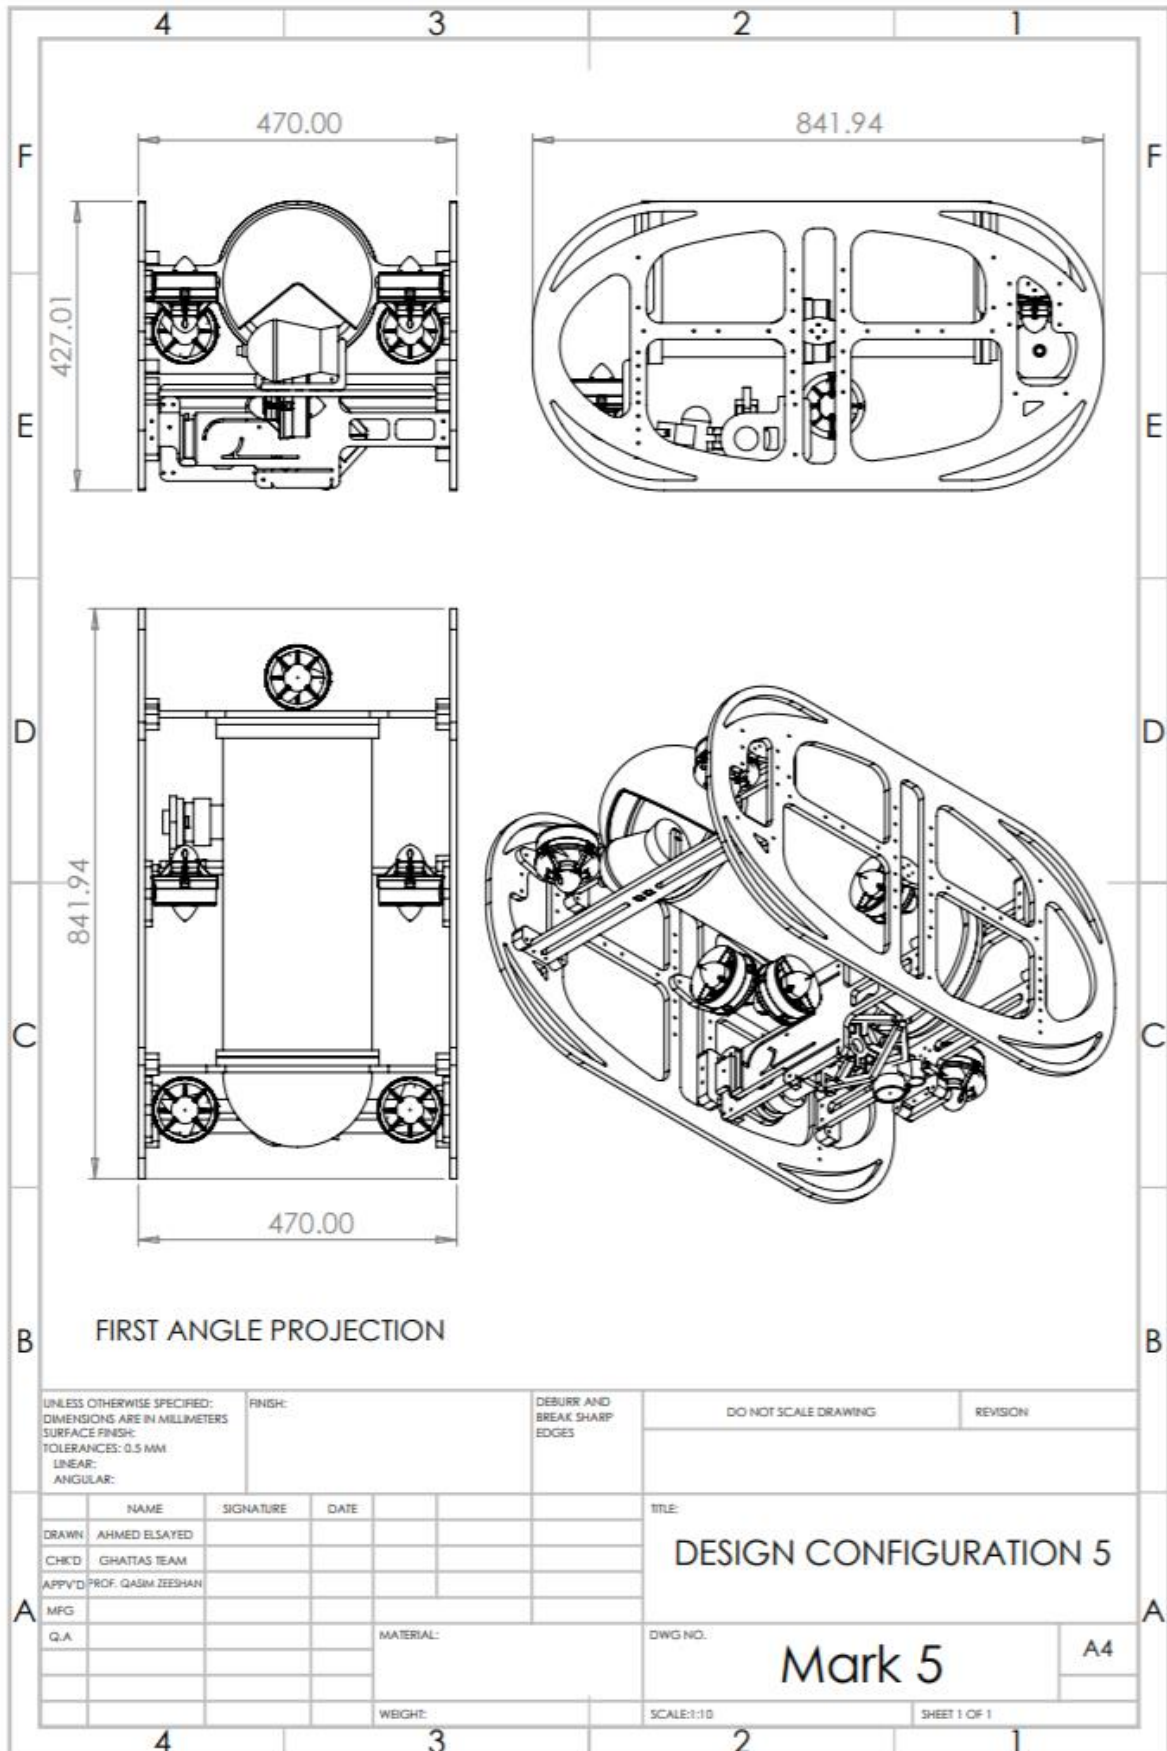 4 3 2 1
F F
E E
D D
C C
B B
A A
470.00
841.94
427.01
841.94
470.00
FIRST ANGLE PROJECTION
UNLESS OTHERWISE SPECIFIED:
DIMENSIONS ARE IN MILLIMETERS
SURFACE FINISH:
TOLERANCES: 0.5 MM
LINEAR:
ANGULAR:
FINISH:
DEBURR AND
BREAK SHARP
EDGES
DO NOT SCALE DRAWING
REVISION
NAME SIGNATURE DATE
DRAWN AHMED ELSAYED
CHK'D GHATTAS TEAM
APPV'D PROF. QASIM ZEESHAN
MFG
Q.A
MATERIAL:
WEIGHT:
TITLE:
DESIGN CONFIGURATION 5
DWG NO.
Mark 5
A4
SCALE:1:10
SHEET 1 OF 1
4 3 2 1